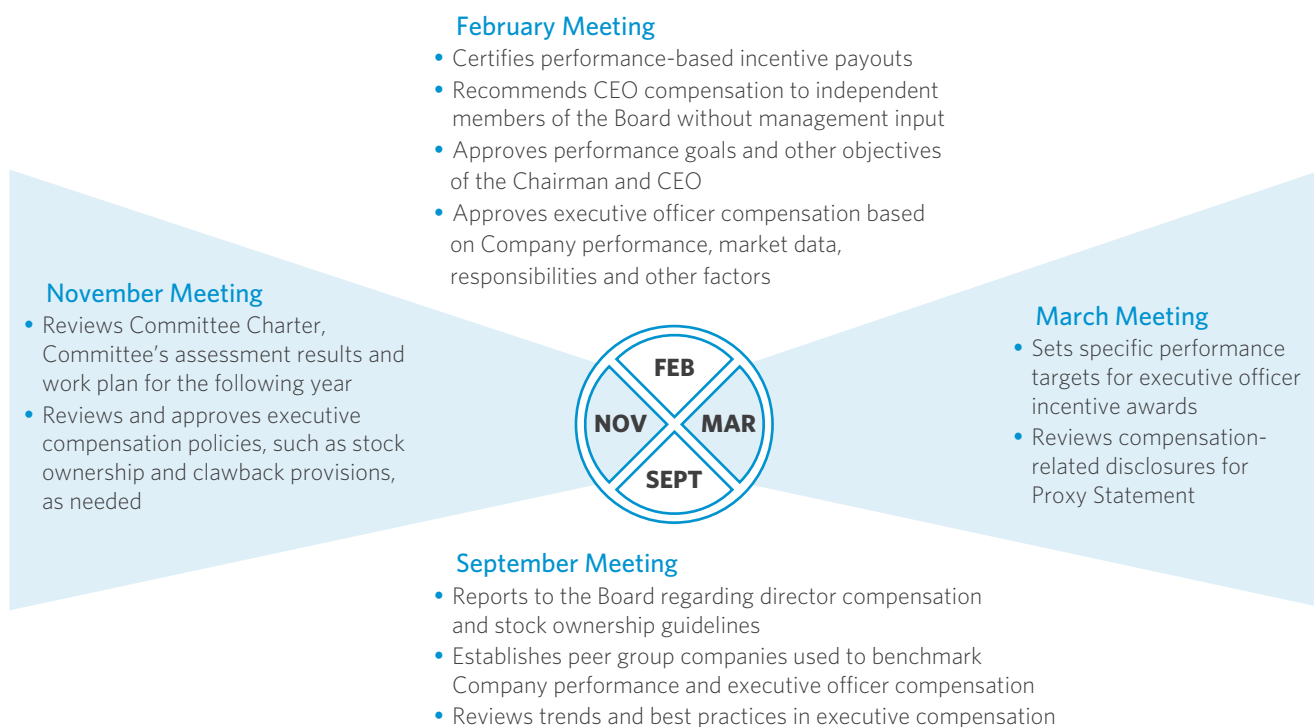 February Meeting
• Certifies performance-based incentive payouts
• Recommends CEO compensation to independent
members of the Board without management input
• Approves performance goals and other objectives
of the Chairman and CEO
• Approves executive officer compensation based
on Company performance, market data,
responsibilities and other factors
November Meeting
• Reviews Committee Charter,
Committee’s assessment results and
work plan for the following year
• Reviews and approves executive
compensation policies, such as stock
ownership and clawback provisions,
as needed
FEB
NOV
MAR
SEPT
March Meeting
• Sets specific performance
targets for executive officer
incentive awards
• Reviews compensation-
related disclosures for
Proxy Statement
September Meeting
• Reports to the Board regarding director compensation
and stock ownership guidelines
• Establishes peer group companies used to benchmark
Company performance and executive officer compensation
• Reviews trends and best practices in executive compensation